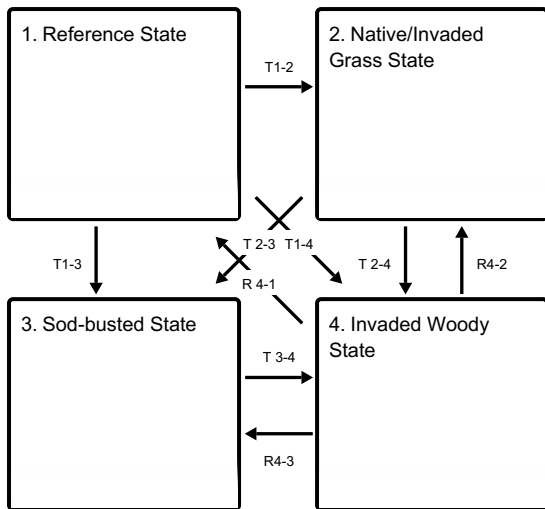 1. Reference State
2. Native/Invaded
Grass State
T1-2
T1-3
T 2-3
T1-4
R 4-1
T 2-4
R4-2
3. Sod-busted State
4. Invaded Woody
State
T 3-4
R4-3